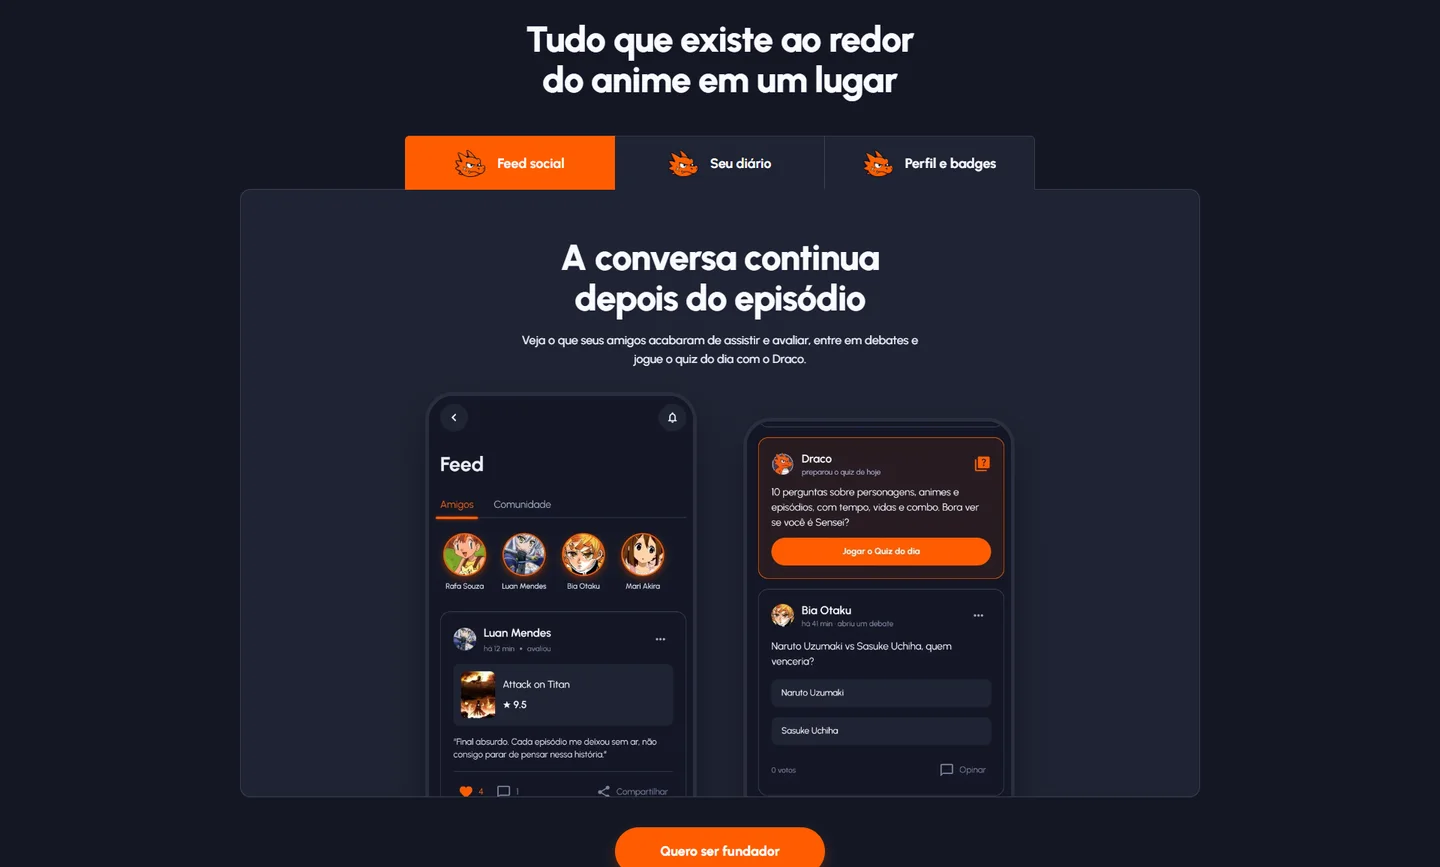 Tudo que existe ao redor
do anime em um lugar
Feed social
Seu diário
Perfil e badges
A conversa continua
depois do episódio
Veja o que seus amigos acabaram de assistir e avaliar, entre em debates e
jogue o quiz do dia com o Draco.
Feed
Amigos
Comunidade
Rafa Souza
Luan Mendes
Bia Otaku
Mari Akira
Luan Mendes
há 12 min • avaliou
Attack on Titan
★ 9.5
"Final absurdo. Cada episódio me deixou sem ar, não
consigo parar de pensar nessa história."
4
1
Compartilhar
Draco
preparou o quiz de hoje
?
10 perguntas sobre personagens, animes e
episódios, com tempo, vidas e combo. Bora ver
se você é Sensei?
Jogar o Quiz do dia
Bia Otaku
há 41 min · abriu um debate
Naruto Uzumaki vs Sasuke Uchiha, quem
venceria?
Naruto Uzumaki
Sasuke Uchiha
0 votos
Opinar
Quero ser fundador